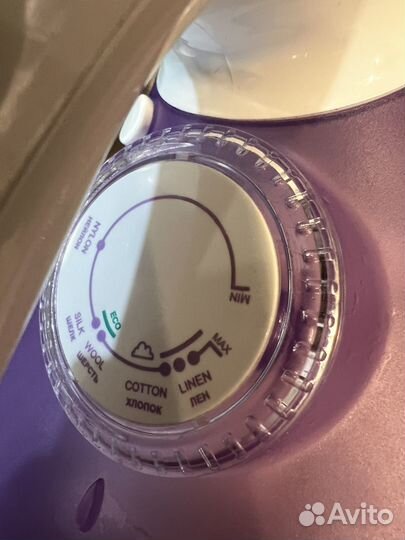 MIN
NYLON
НЕЙЛОН
SILK
ШЕЛК
ECO
WOOL
ШЕРСТЬ
COTTON
ХЛОПОК
LINEN
ЛЕН
MAX
Avito